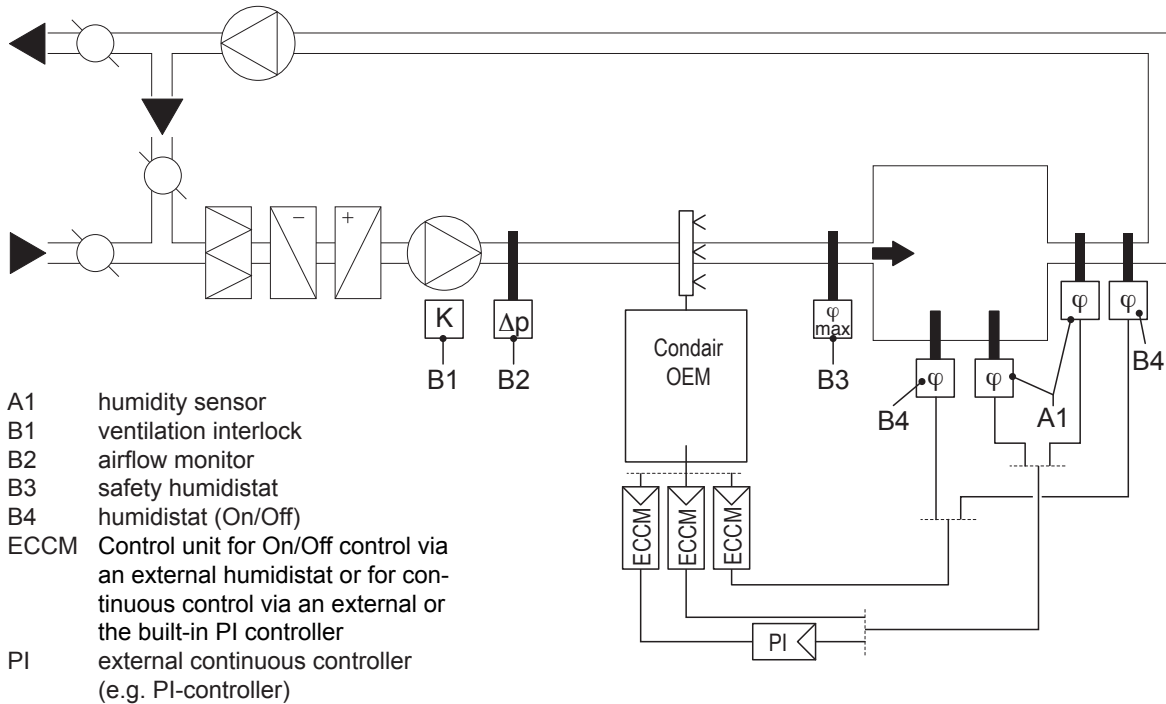 −
+
K
Δp
φ
max
Condair
OEM
φ
φ
φ
φ
B1
B2
B3
B4
B4
A1
ECCM
ECCM
ECCM
PI
A1 humidity sensor
B1 ventilation interlock
B2 airflow monitor
B3 safety humidistat
B4 humidistat (On/Off)
ECCM Control unit for On/Off control via
an external humidistat or for con-
tinuous control via an external or
the built-in PI controller
PI external continuous controller
(e.g. PI-controller)